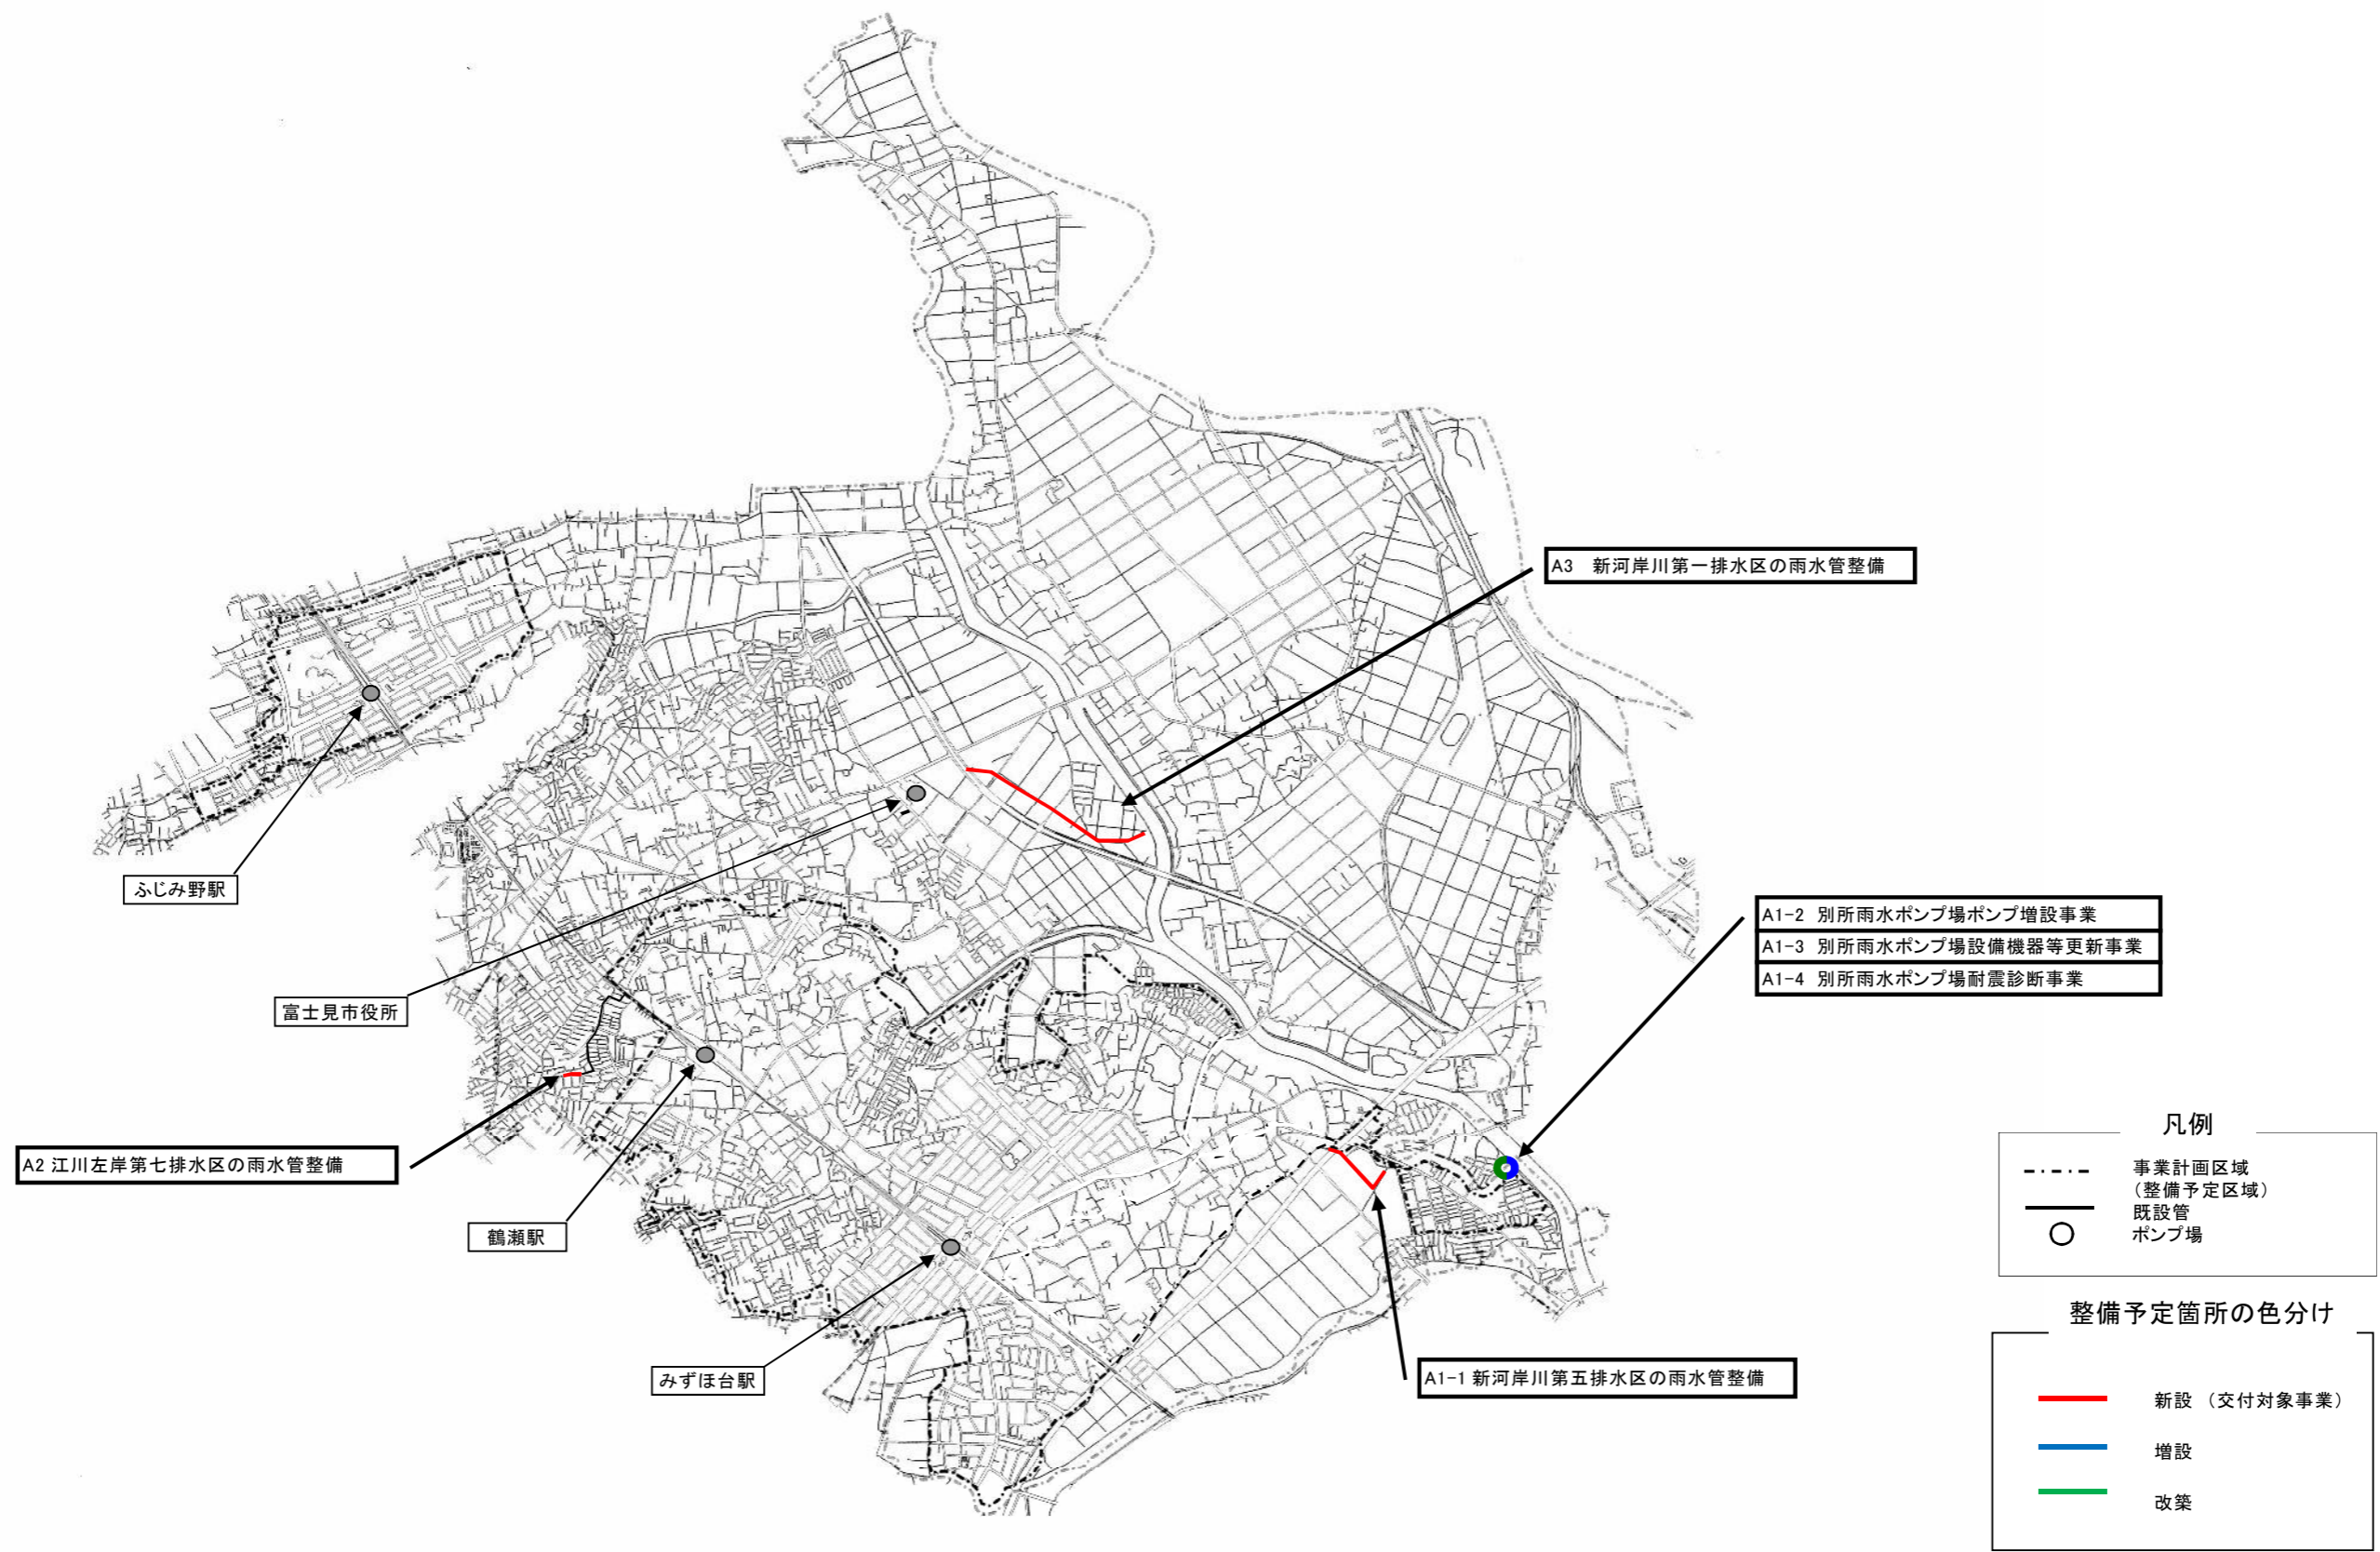 A3 新河岸川第一排水区の雨水管整備
ふじみ野駅
A1-2 別所雨水ポンプ場ポンプ増設事業
A1-3 別所雨水ポンプ場設備機器等更新事業
A1-4 別所雨水ポンプ場耐震診断事業
富士見市役所
A2 江川左岸第七排水区の雨水管整備
鶴瀬駅
みずほ台駅
A1-1 新河岸川第五排水区の雨水管整備
凡例
事業計画区域
（整備予定区域）
既設管
ポンプ場
整備予定箇所の色分け
新設 （交付対象事業）
増設
改築